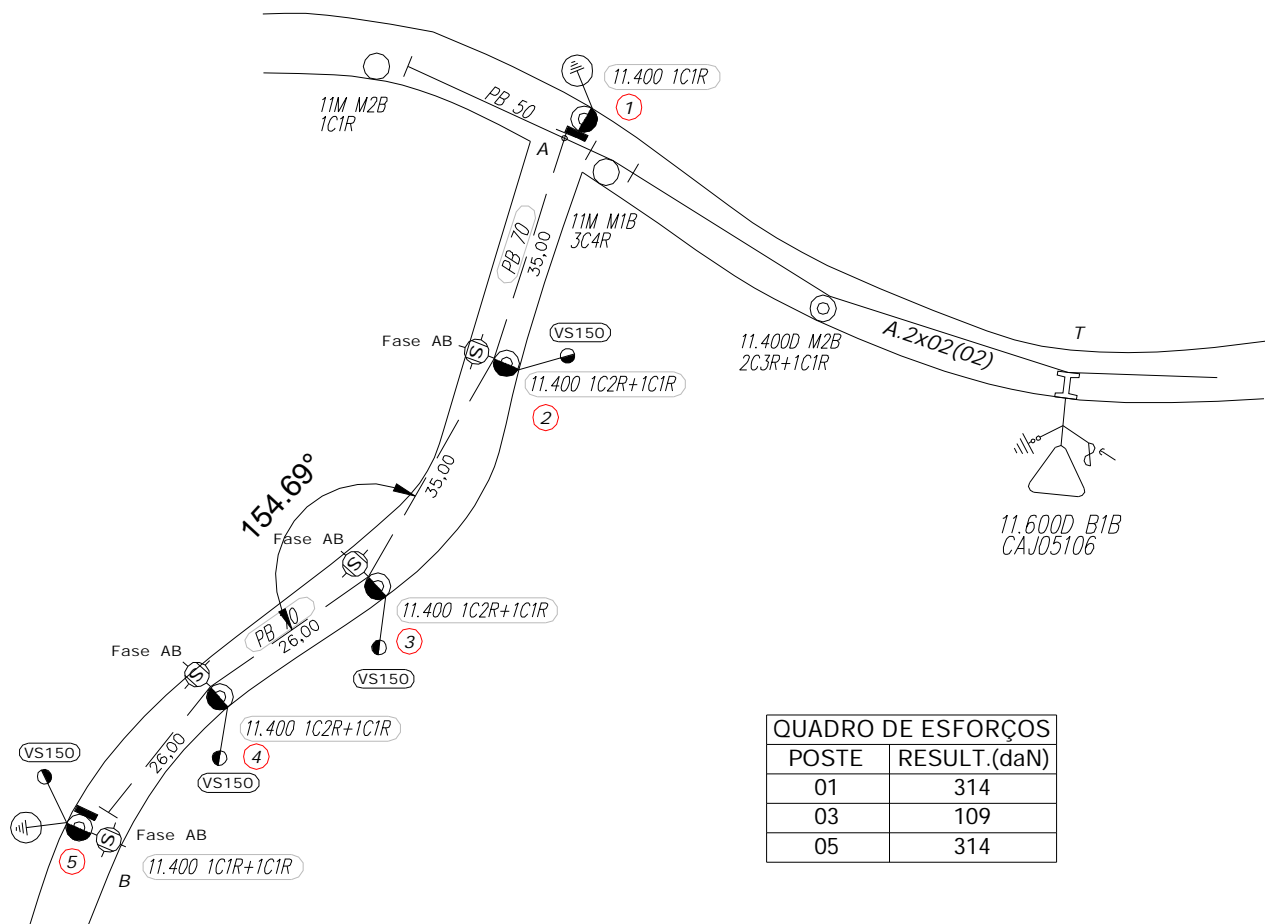 11.400 1C1R
1
PB 50
11M M2B
1C1R
A
11M M1B
3C4R
PB 70
35,00
VS150
Fase AB
S
11.400 1C2R+1C1R
2
11.400D M2B
2C3R+1C1R
A.2x02(02)
T
11.600D B1B
CAJ05106
35,00
154.69°
Fase AB
S
11.400 1C2R+1C1R
3
VS150
PB 70
26,00
Fase AB
S
11.400 1C2R+1C1R
4
VS150
26,00
VS150
Fase AB
S
11.400 1C1R+1C1R
5
B
QUADRO DE ESFORÇOS
POSTE RESULT.(daN)
01 314
03 109
05 314